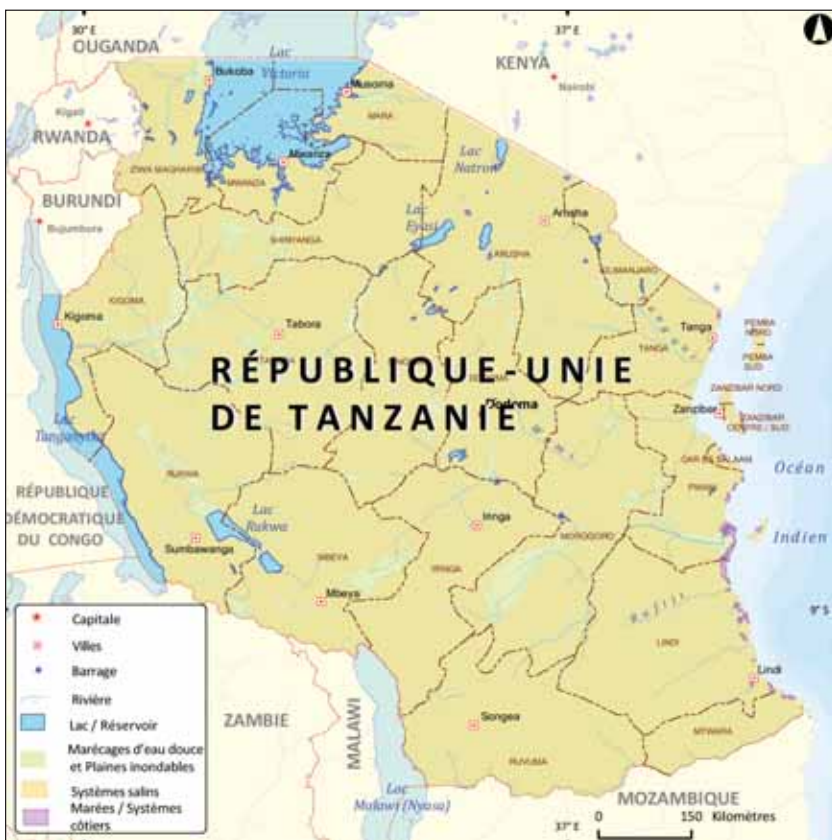 30° E
37° E
OUGANDA
Lac
Victoria
KENYA
Nairobi
Bukoba
Musoma
MARA
Kigali
RWANDA
Mwanza
MWANZA
ZIWA MAGHARIBI
Lac
Natron
BURUNDI
Bujumbura
Lac
Eyasi
Arusha
ARUSHA
SHINYANGA
KILIMANJARO
KIGOMA
Kigoma
Tabora
Tanga
TANGA
PEMBA
NORD
PEMBA
SUD
RÉPUBLIQUE-UNIE
DE TANZANIE
Dodoma
ZANZIBAR NORD
Zanzibar
ZANZIBAR
CENTRE / SUD
Lac
Tanganyika
DAR ES SALAAM
PWANI
Océan
Indien
RUKWA
RÉPUBLIQUE
DÉMOCRATIQUE
DU CONGO
Lac
Rukwa
Sumbawanga
Iringa
IRINGA
MOROGORO
MBEYA
Mbeya
Rufiji
9° S
LINDI
Lindi
Capitale
Villes
Barrage
Rivière
Lac / Réservoir
Marécages d'eau douce
et Plaines inondables
Systèmes salins
Marées / Systèmes
côtiers
ZAMBIE
MALAWI
Songea
MTWARA
RUVUMA
Lac
Malawi (Nyasa)
MOZAMBIQUE
37° E
0 150 Kilomètres